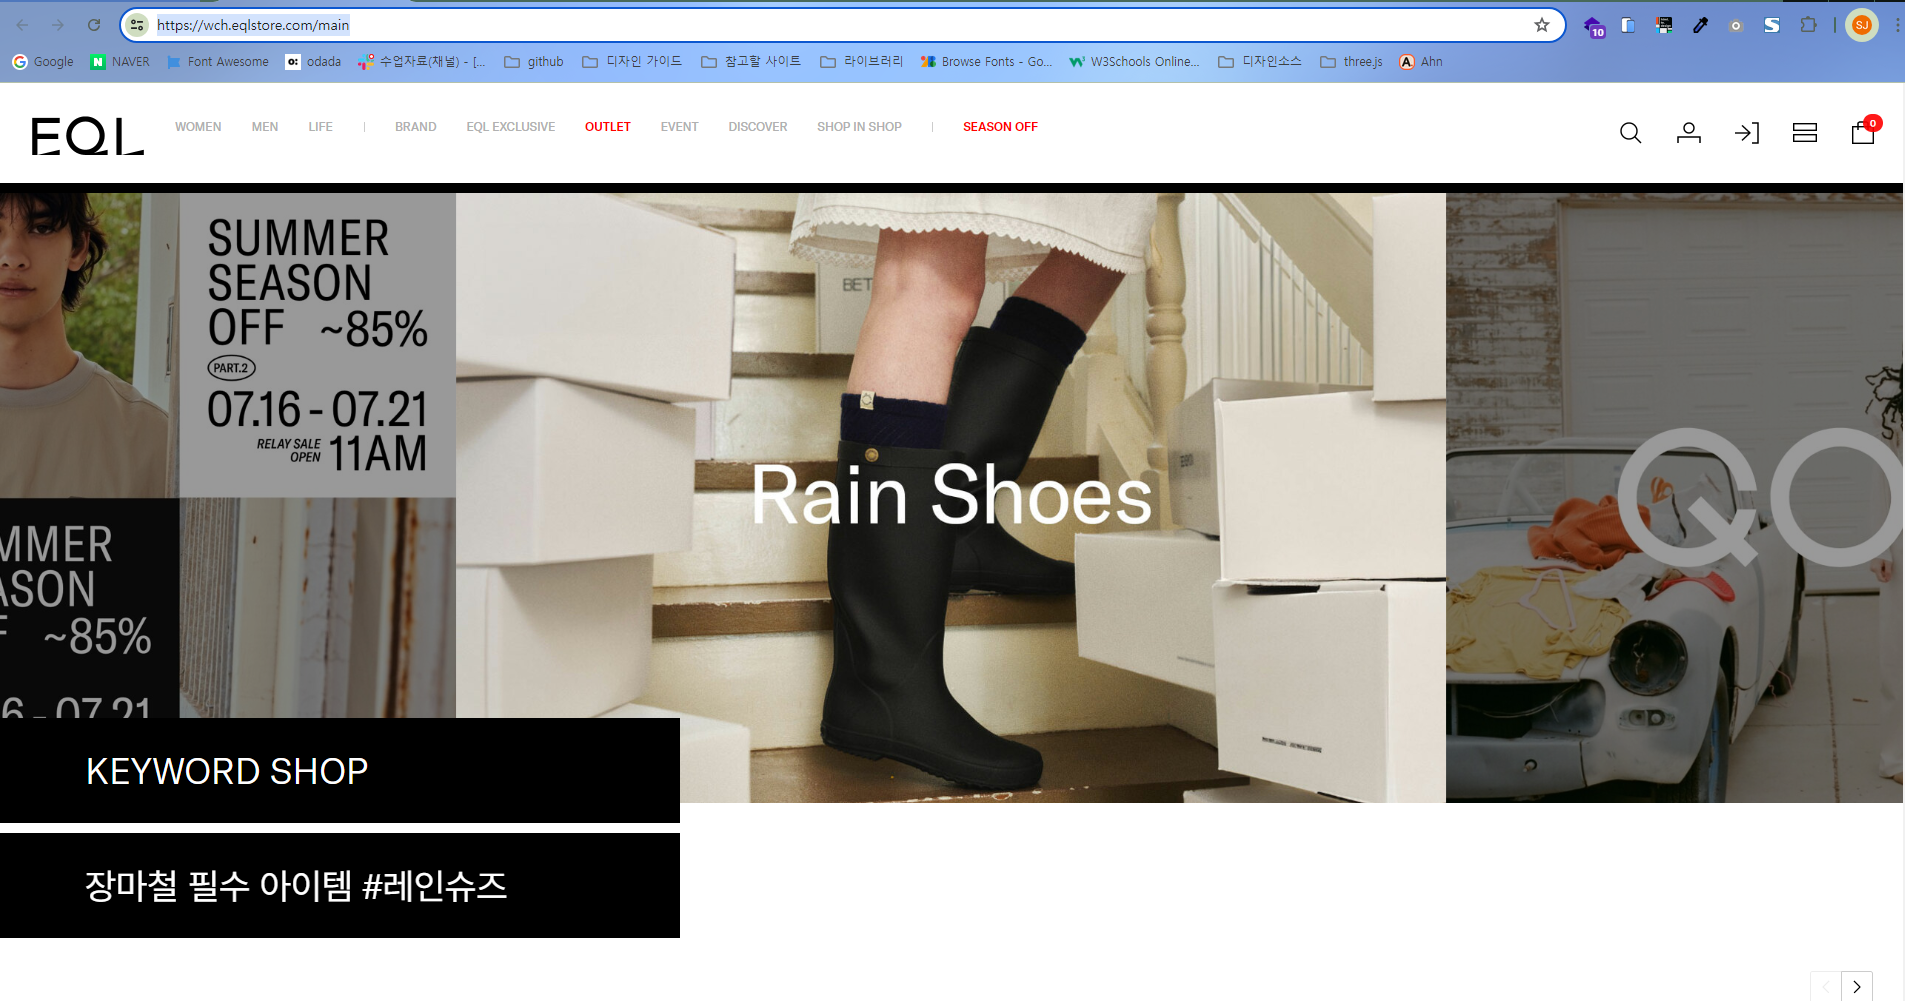 https://wch.eqlstore.com/main
10
SJ
Google NAVER Font Awesome odada 수업자료(채널) - [... github 디자인 가이드 참고할 사이트 라이브러리 Browse Fonts - Go... W3Schools Online... 디자인소스 three.js Ahn
EQL WOMEN MEN LIFE | BRAND EQL EXCLUSIVE OUTLET EVENT DISCOVER SHOP IN SHOP | SEASON OFF
0
SUMMER
SEASON
OFF ~85%
PART.2
07.16 - 07.21
RELAY SALE
OPEN 11AM
BET
Rain Shoes
QO
MMER
ASON
F ~85%
6 - 07.21
KEYWORD SHOP
장마철 필수 아이템 #레인슈즈